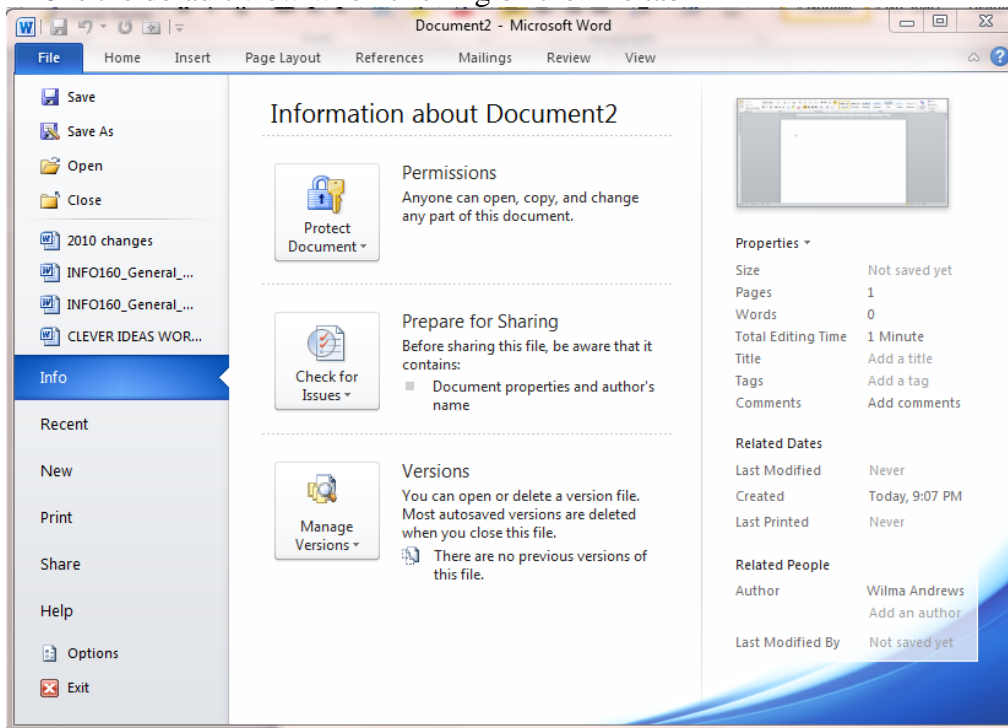 Document2 - Microsoft Word
File Home Insert Page Layout References Mailings Review View
Save
Save As
Open
Close
2010 changes
INFO160_General_...
INFO160_General_...
CLEVER IDEAS WOR...
Info
Recent
New
Print
Share
Help
Options
Exit
Information about Document2
Protect
Document
Permissions
Anyone can open, copy, and change
any part of this document.
Check for
Issues
Prepare for Sharing
Before sharing this file, be aware that it
contains:
Document properties and author's
name
Manage
Versions
Versions
You can open or delete a version file.
Most autosaved versions are deleted
when you close this file.
There are no previous versions of
this file.
Properties
Size Not saved yet
Pages 1
Words 0
Total Editing Time 1 Minute
Title Add a title
Tags Add a tag
Comments Add comments
Related Dates
Last Modified Never
Created Today, 9:07 PM
Last Printed Never
Related People
Author Wilma Andrews
Add an author
Last Modified By Not saved yet